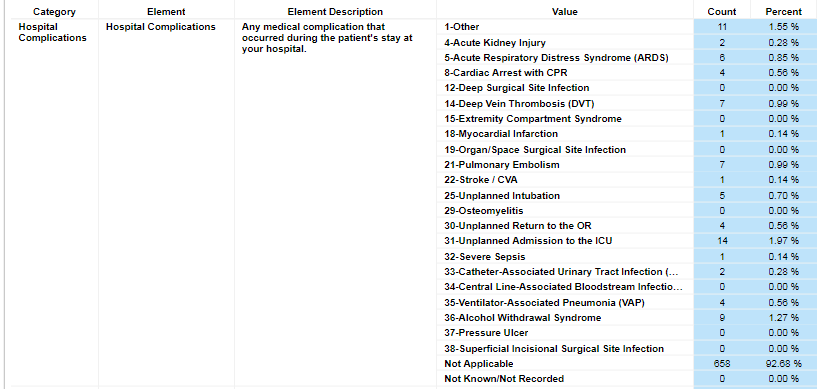 Category Element Element Description Value Count Percent
Hospital Complications Hospital Complications Any medical complication that occurred during the patient's stay at your hospital.
1-Other 11 1.55 %
4-Acute Kidney Injury 2 0.28 %
5-Acute Respiratory Distress Syndrome (ARDS) 6 0.85 %
8-Cardiac Arrest with CPR 4 0.56 %
12-Deep Surgical Site Infection 0 0.00 %
14-Deep Vein Thrombosis (DVT) 7 0.99 %
15-Extremity Compartment Syndrome 0 0.00 %
18-Myocardial Infarction 1 0.14 %
19-Organ/Space Surgical Site Infection 0 0.00 %
21-Pulmonary Embolism 7 0.99 %
22-Stroke / CVA 1 0.14 %
25-Unplanned Intubation 5 0.70 %
29-Osteomyelitis 0 0.00 %
30-Unplanned Return to the OR 4 0.56 %
31-Unplanned Admission to the ICU 14 1.97 %
32-Severe Sepsis 1 0.14 %
33-Catheter-Associated Urinary Tract Infection (... 2 0.28 %
34-Central Line-Associated Bloodstream Infectio... 0 0.00 %
35-Ventilator-Associated Pneumonia (VAP) 4 0.56 %
36-Alcohol Withdrawal Syndrome 9 1.27 %
37-Pressure Ulcer 0 0.00 %
38-Superficial Incisional Surgical Site Infection 0 0.00 %
Not Applicable 658 92.68 %
Not Known/Not Recorded 0 0.00 %